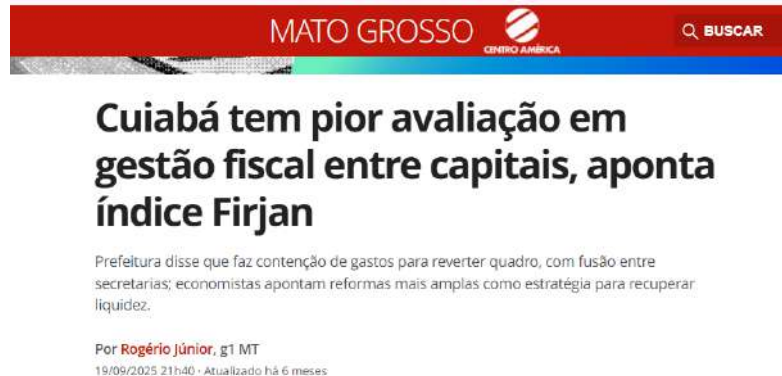 MATO GROSSO
CENTRO AMÉRICA
BUSCAR
Cuiabá tem pior avaliação em
gestão fiscal entre capitais, aponta
índice Firjan
Prefeitura disse que faz contenção de gastos para reverter quadro, com fusão entre
secretarias; economistas apontam reformas mais amplas como estratégia para recuperar
liquidez.
Por Rogério Júnior, g1 MT
19/09/2025 21h40 · Atualizado há 6 meses